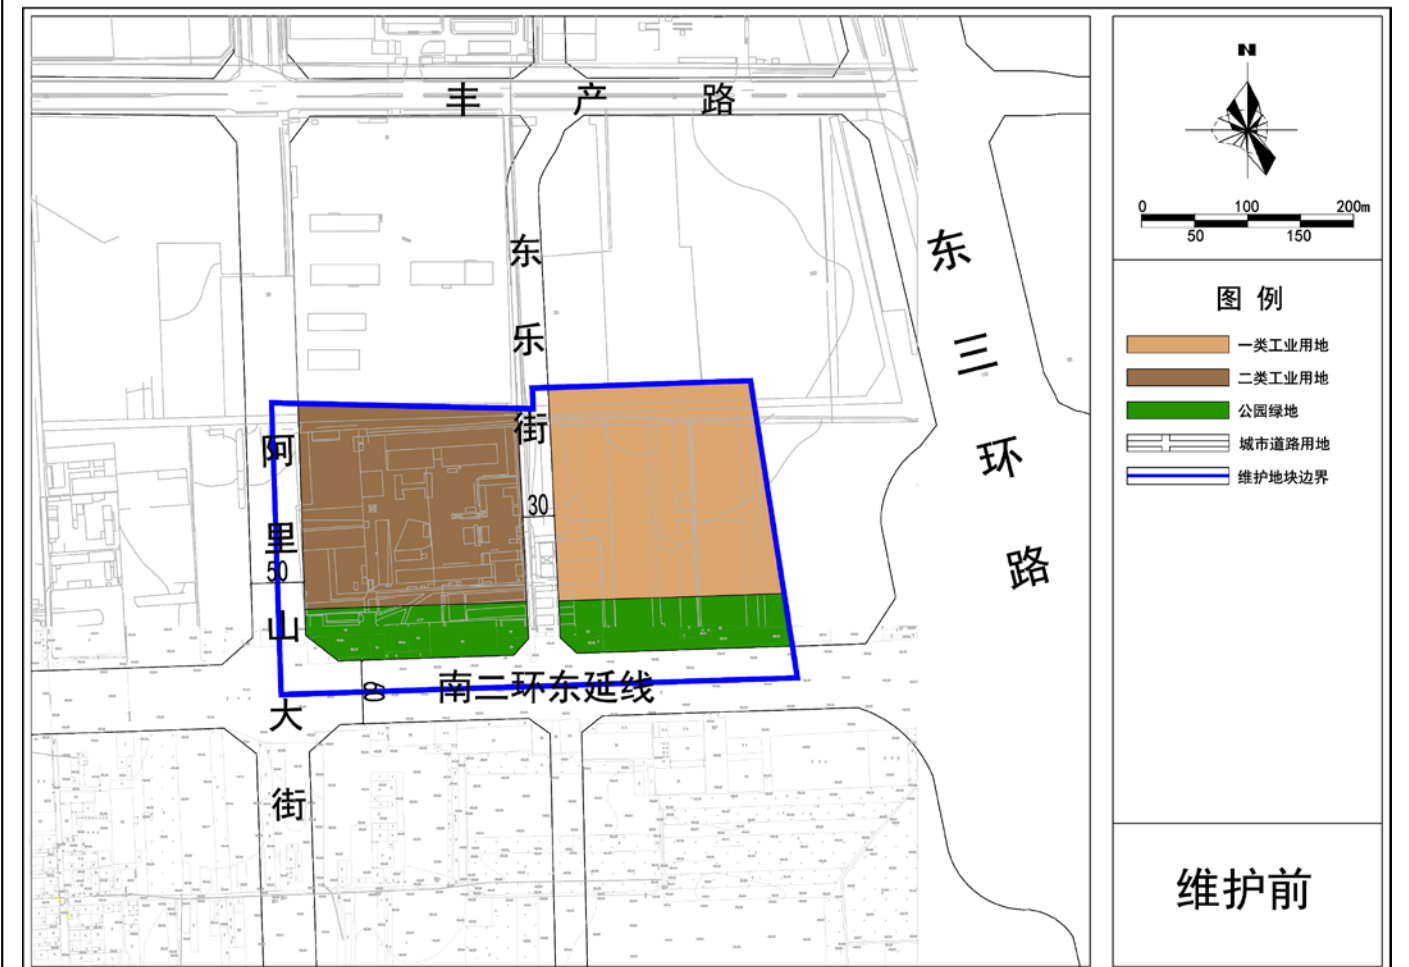 丰产路
东乐街
东三环路
阿里山大街
30
50
60
南二环东延线
N
0 100 200m
50 150
图例
一类工业用地
二类工业用地
公园绿地
城市道路用地
维护地块边界
维护前